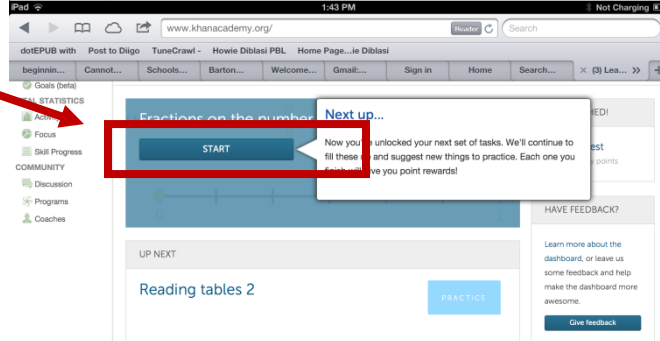 iPad
1:43 PM
Not Charging
www.khanacademy.org/
Reader
Search
dotEPUB with Post to Diigo TuneCrawl - Howie Diblasi PBL Home Page...ie Diblasi
beginnin... Cannot... Schools... Barton... Welcome... Gmail:... Sign in Home Search... × (3) Lea... >> +
Goals (beta)
STATISTICS
Focus
Skill Progress
COMMUNITY
Discussion
Programs
Coaches
Fractions on the number
START
Next up...
Now you've unlocked your next set of tasks. We'll continue to
fill these up and suggest new things to practice. Each one you
finish will give you point rewards!
points
HAVE FEEDBACK?
Learn more about the
dashboard, or leave us
some feedback and help
make the dashboard more
awesome.
Give feedback
UP NEXT
Reading tables 2
PRACTICE